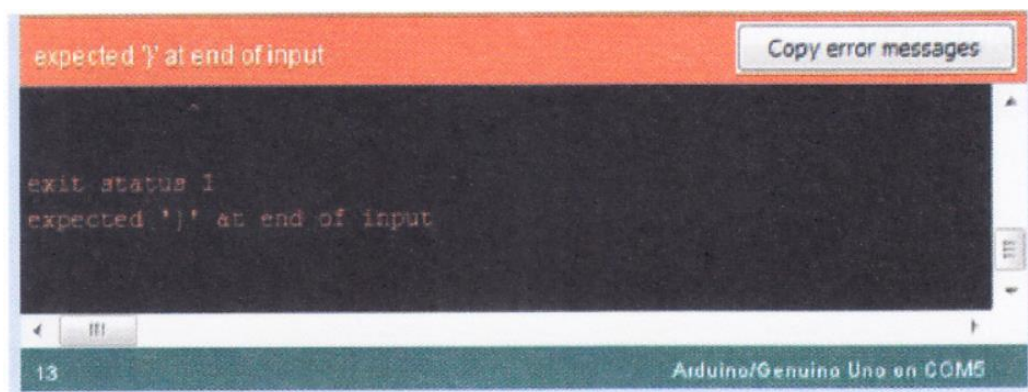 expected '}' at end of input
Copy error messages
exit status 1
expected '}' at end of input
13
Arduino/Genuino Uno on COM5